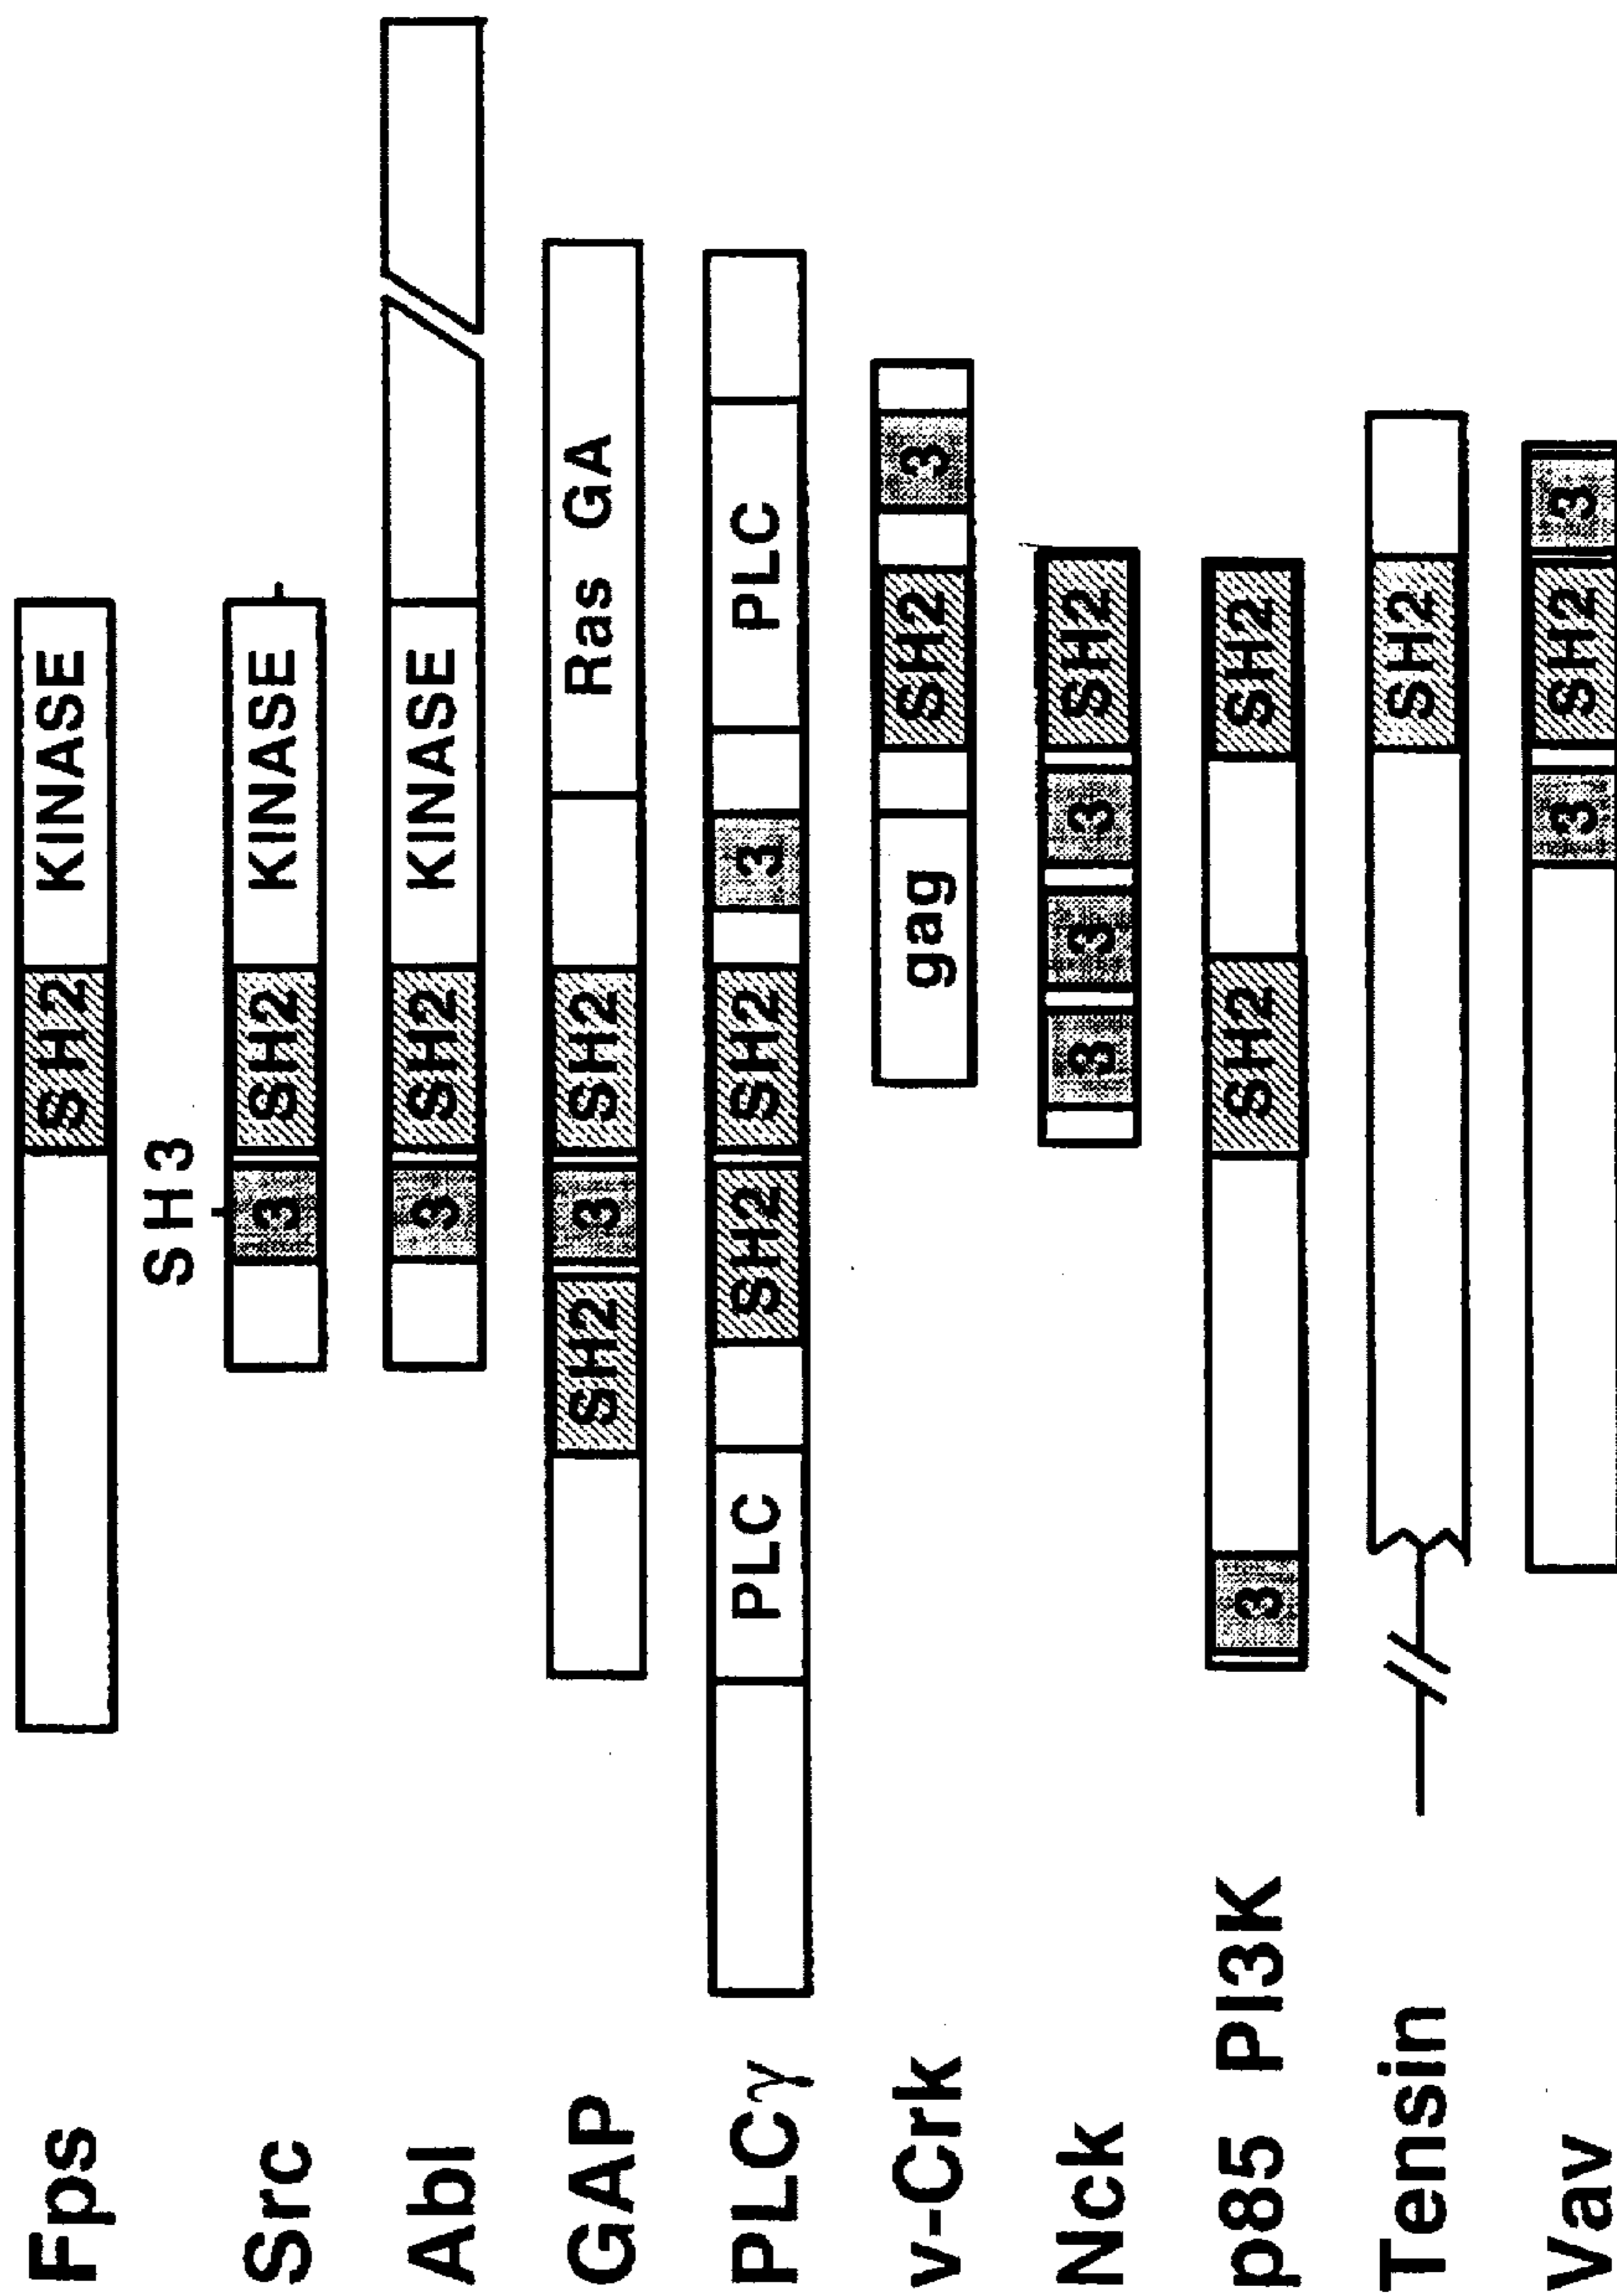 Fps SH2 KINASE
SH3
Src 3 SH2 KINASE
Abl 3 SH2 KINASE
GAP SH2 3 SH2 Ras GA
PLCγ PLC SH2 SH2 3 PLC
v-Crk gag SH2 3
Nck 3 3 3 SH2
p85 PI3K 3 SH2 SH2
Tensin SH2
Vav 3 SH2 3